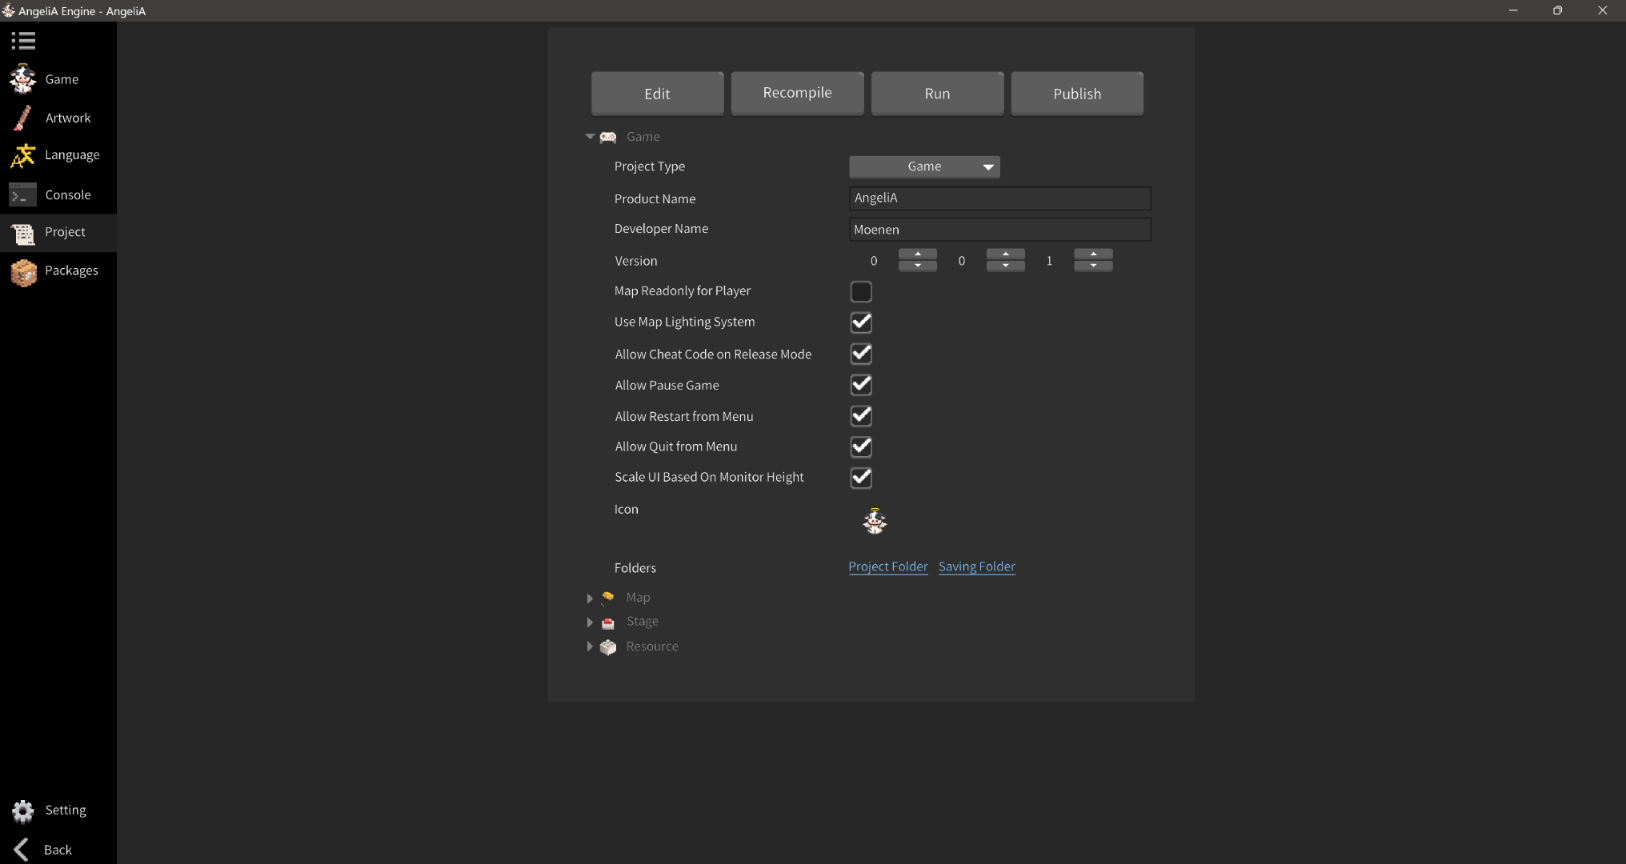 AngeliA Engine - AngeliA
Game
Artwork
Language
Console
Project
Packages
Setting
Back
Edit Recompile Run Publish
Game
Project Type Game
Product Name AngeliA
Developer Name Moenen
Version 0 0 1
Map Readonly for Player
Use Map Lighting System
Allow Cheat Code on Release Mode
Allow Pause Game
Allow Restart from Menu
Allow Quit from Menu
Scale UI Based On Monitor Height
Icon
Folders Project Folder Saving Folder
Map
Stage
Resource